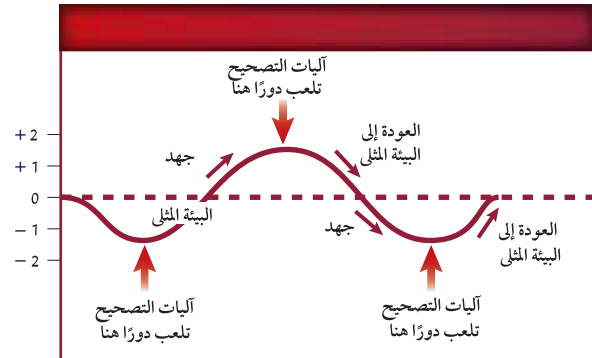 آليات التصحيح
تلعب دورًا هنا
العودة إلى
البيئة المثلى
جهد
+ 2
+ 1
0
− 1
− 2
البيئة المثلى
جهد
العودة إلى
البيئة المثلى
آليات التصحيح
تلعب دورًا هنا
آليات التصحيح
تلعب دورًا هنا